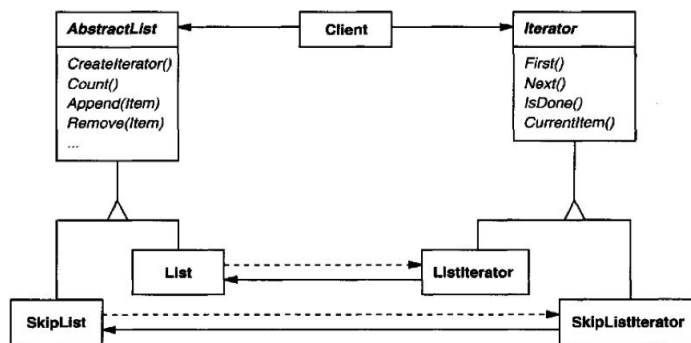 AbstractList
CreateIterator()
Count()
Append(Item)
Remove(Item)
...
Client
Iterator
First()
Next()
IsDone()
CurrentItem()
List
ListIterator
SkipList
SkipListIterator